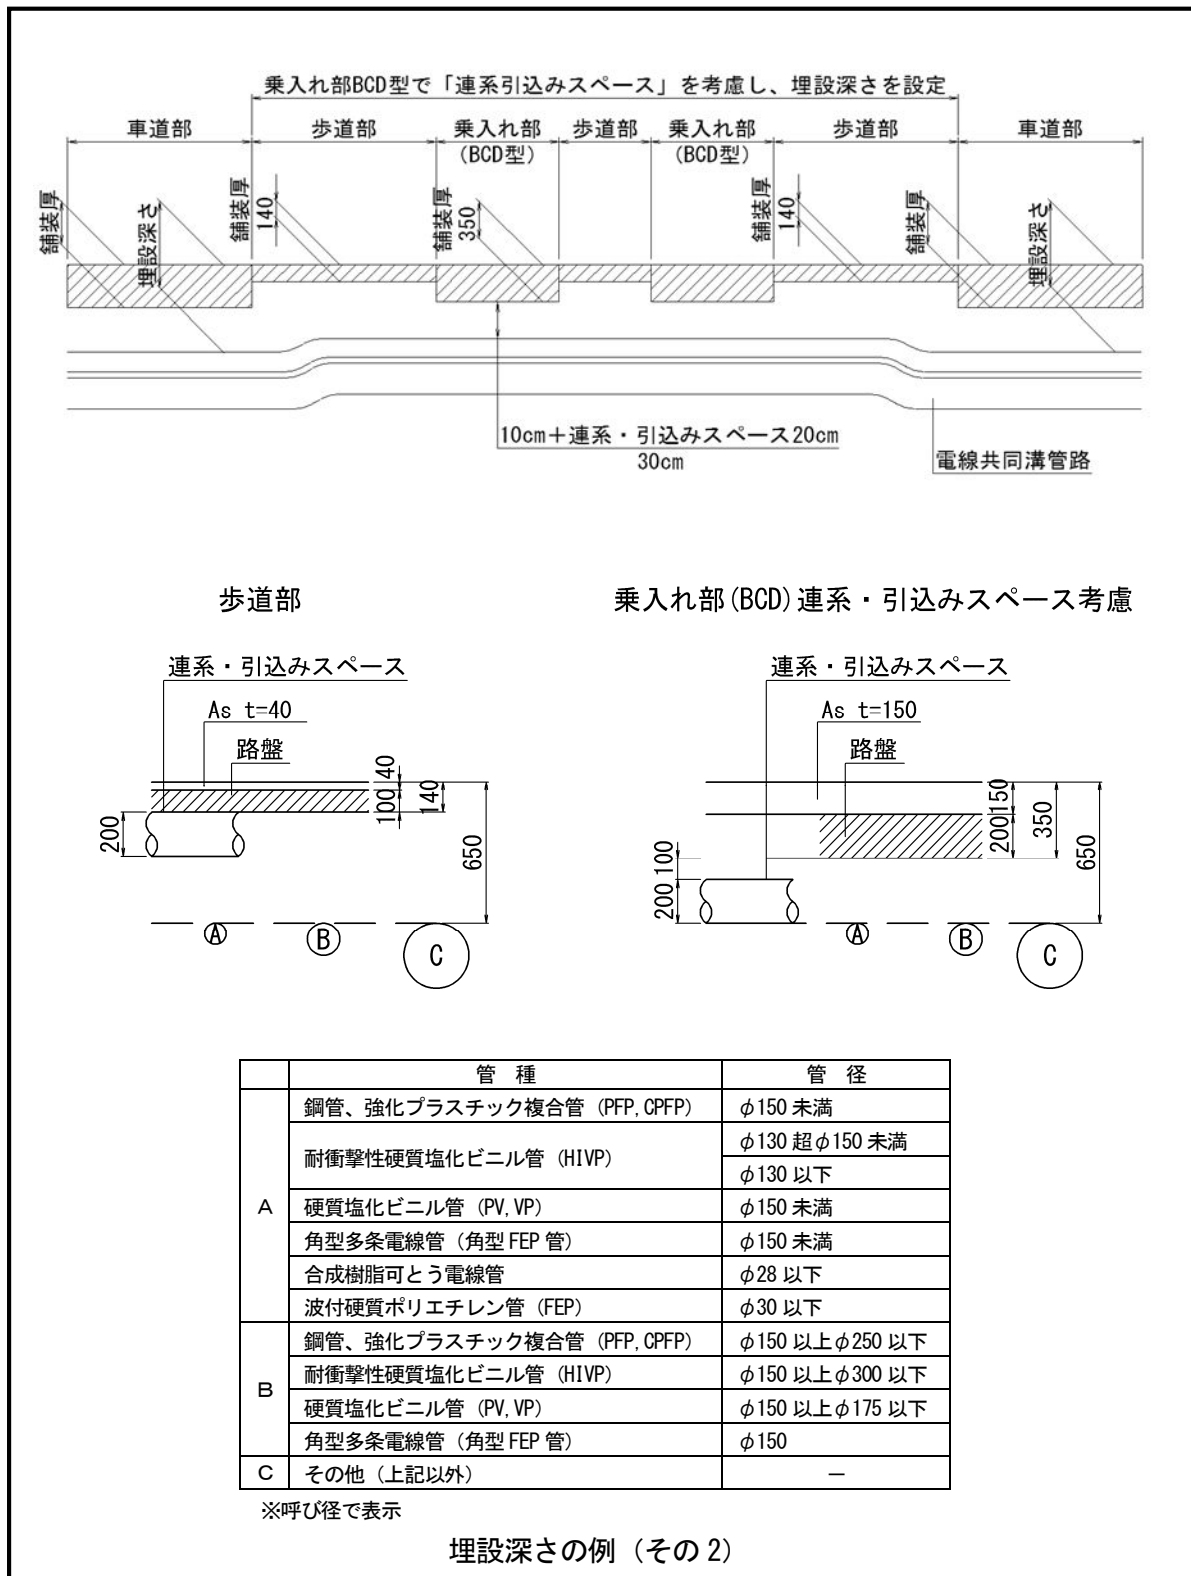 乗入れ部BCD型で「連系引込みスペース」を考慮し、埋設深さを設定
車道部 歩道部 乗入れ部 歩道部 乗入れ部 歩道部 車道部
(BCD型) (BCD型)
舗装厚 埋設深さ 舗装厚 140 舗装厚 350 舗装厚 140 舗装厚 埋設深さ
10cm+連系・引込みスペース20cm
30cm
電線共同溝管路
歩道部
連系・引込みスペース
As t=40
路盤
40
100
140
200
650
A B C
乗入れ部(BCD)連系・引込みスペース考慮
連系・引込みスペース
As t=150
路盤
150
200
350
100
200
650
A B C
管 種 管 径
A
鋼管、強化プラスチック複合管 (PFP,CPFP) φ150 未満
耐衝撃性硬質塩化ビニル管 (HIVP) φ130 超φ150 未満
φ130 以下
硬質塩化ビニル管 (PV,VP) φ150 未満
角型多条電線管(角型 FEP 管) φ150 未満
合成樹脂可とう電線管 φ28 以下
波付硬質ポリエチレン管 (FEP) φ30 以下
B
鋼管、強化プラスチック複合管 (PFP,CPFP) φ150 以上φ250 以下
耐衝撃性硬質塩化ビニル管 (HIVP) φ150 以上φ300 以下
硬質塩化ビニル管 (PV,VP) φ150 以上φ175 以下
角型多条電線管(角型 FEP 管) φ150
C その他(上記以外) ー
※呼び径で表示
埋設深さの例(その2)